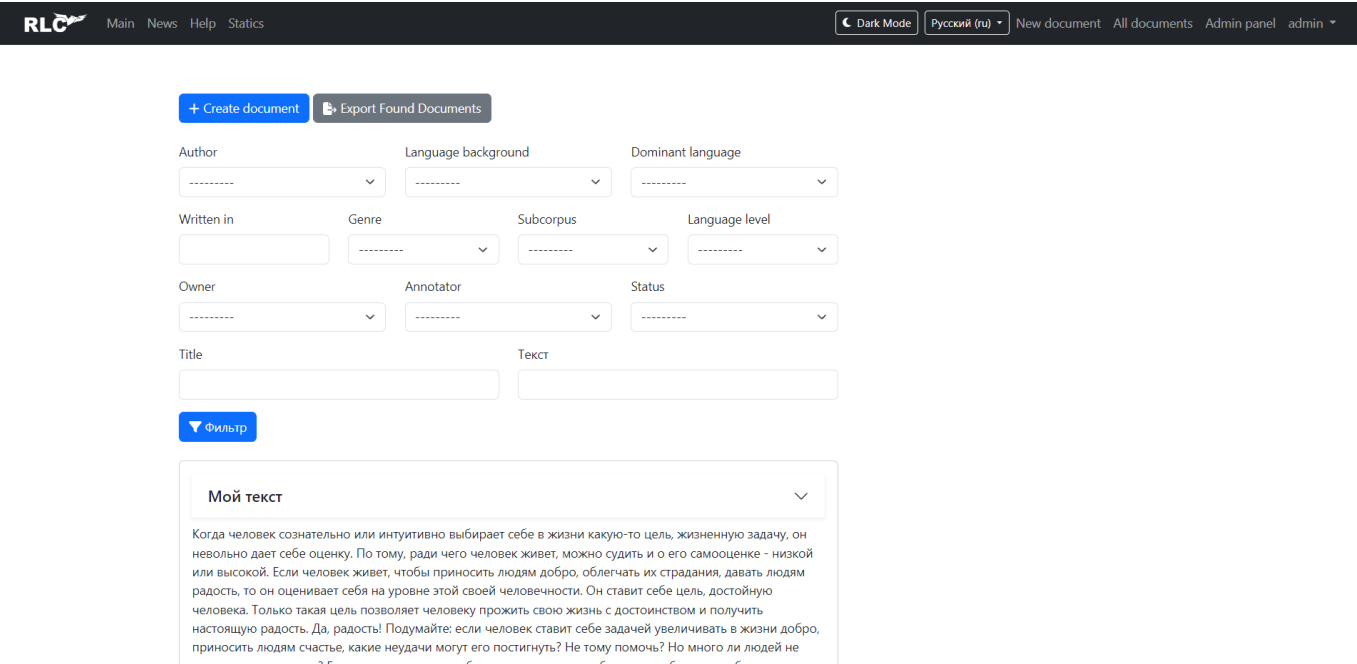 RLC Main News Help Statics Dark Mode Русский (ru) New document All documents Admin panel admin
+ Create document Export Found Documents
Author Language background Dominant language
--------- --------- ---------
Written in Genre Subcorpus Language level
--------- --------- ---------
Owner Annotator Status
--------- --------- ---------
Title Текст
Фильтр
Мой текст
Когда человек сознательно или интуитивно выбирает себе в жизни какую-то цель, жизненную задачу, он
невольно дает себе оценку. По тому, ради чего человек живет, можно судить и о его самооценке - низкой
или высокой. Если человек живет, чтобы приносить людям добро, облегчать их страдания, давать людям
радость, то он оценивает себя на уровне этой своей человечности. Он ставит себе цель, достойную
человека. Только такая цель позволяет человеку прожить свою жизнь с достоинством и получить
настоящую радость. Да, радость! Подумайте: если человек ставит себе задачей увеличивать в жизни добро,
приносить людям счастье, какие неудачи могут его постигнуть? Не тому помочь? Но много ли людей не